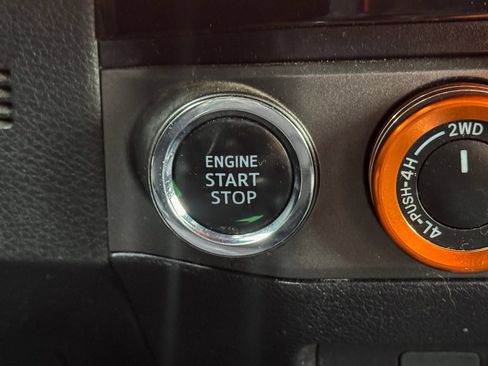 ENGINE
START
STOP
2WD
4L-PUSH-4H